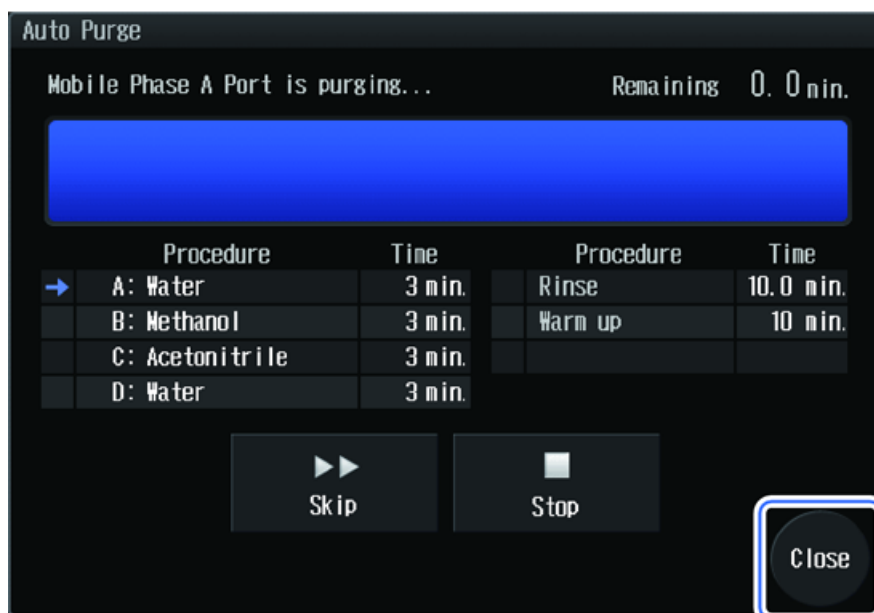 Auto Purge
Mobile Phase A Port is purging... Remaining 0.0 min.
Procedure Time Procedure Time
A: Water 3 min. Rinse 10.0 min.
B: Methanol 3 min. Warm up 10 min.
C: Acetonitrile 3 min.
D: Water 3 min.
Skip Stop
Close